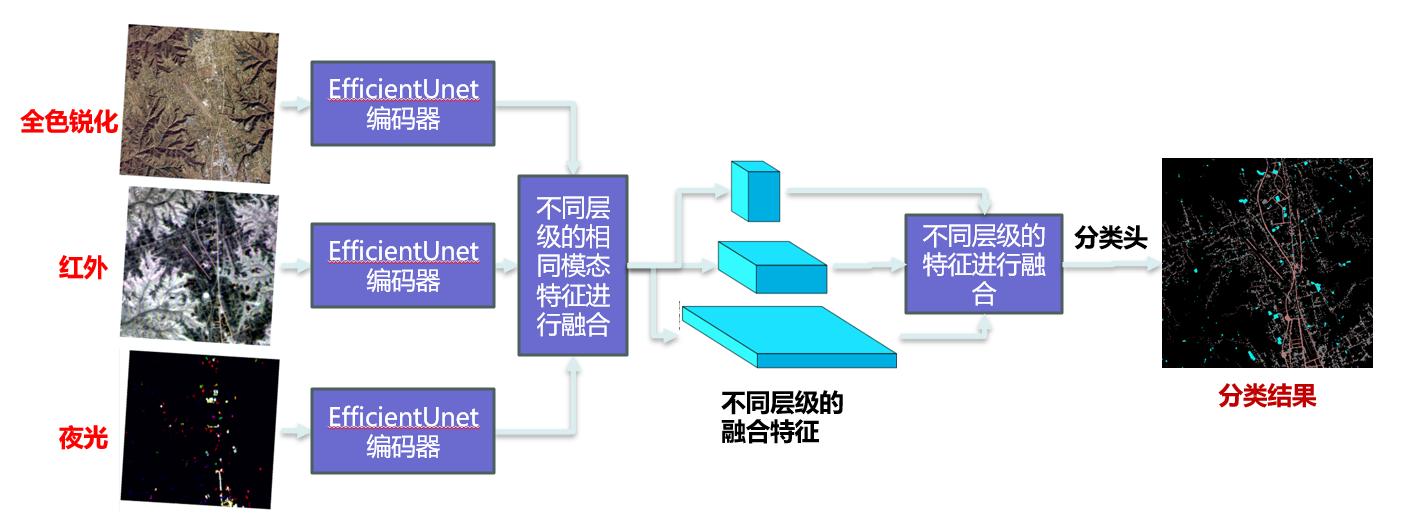 全色锐化
EfficientUnet
编码器
红外
EfficientUnet
编码器
夜光
EfficientUnet
编码器
不同层
级的相
同模态
特征进
行融合
不同层级的
融合特征
不同层级的
特征进行融
合
分类头
分类结果